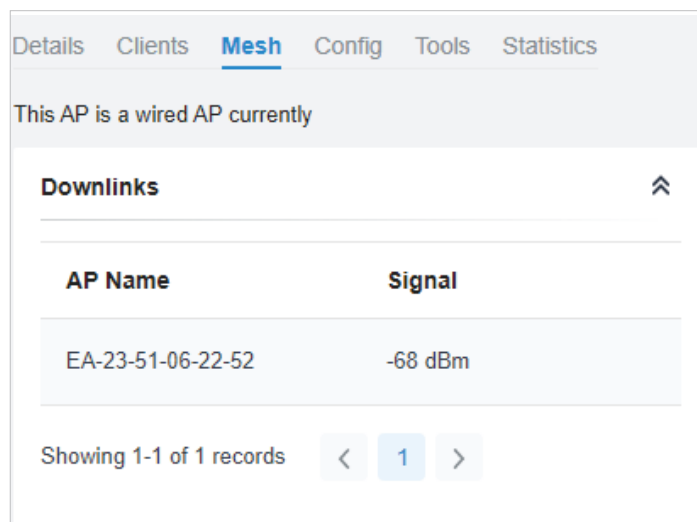 Details Clients Mesh Config Tools Statistics
This AP is a wired AP currently
Downlinks
AP Name Signal
EA-23-51-06-22-52 -68 dBm
Showing 1-1 of 1 records < 1 >